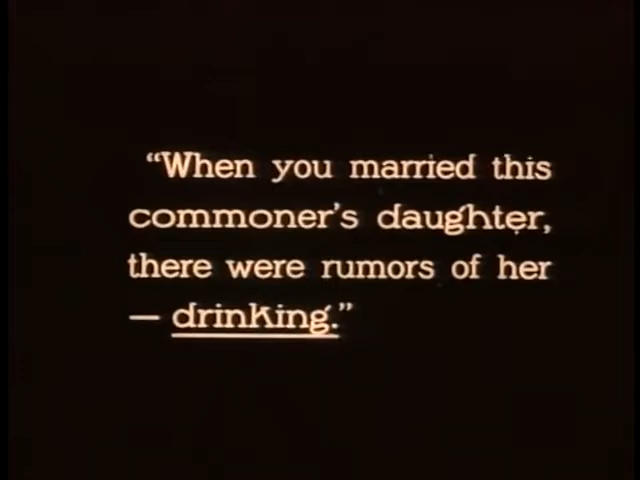 “When you married this
commoner’s daughter,
there were rumors of her
— drinking.”